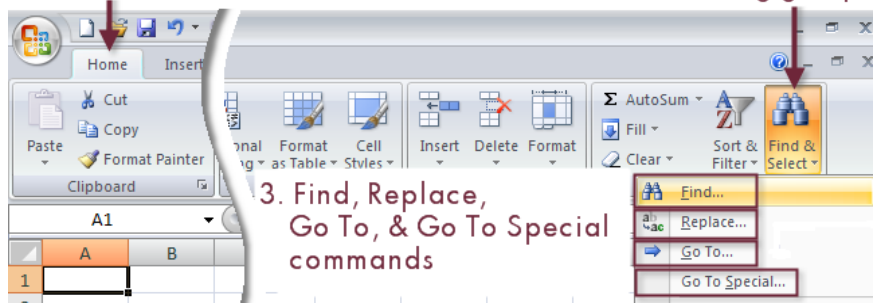 Home Insert
Cut
Copy
Paste
Format Painter
Clipboard
Format as Table
Cell Styles
Insert Delete Format
Σ AutoSum
Fill
Clear
Sort & Filter
Find & Select
A1
A B
1
3. Find, Replace,
Go To, & Go To Special
commands
Find...
Replace...
Go To...
Go To Special...